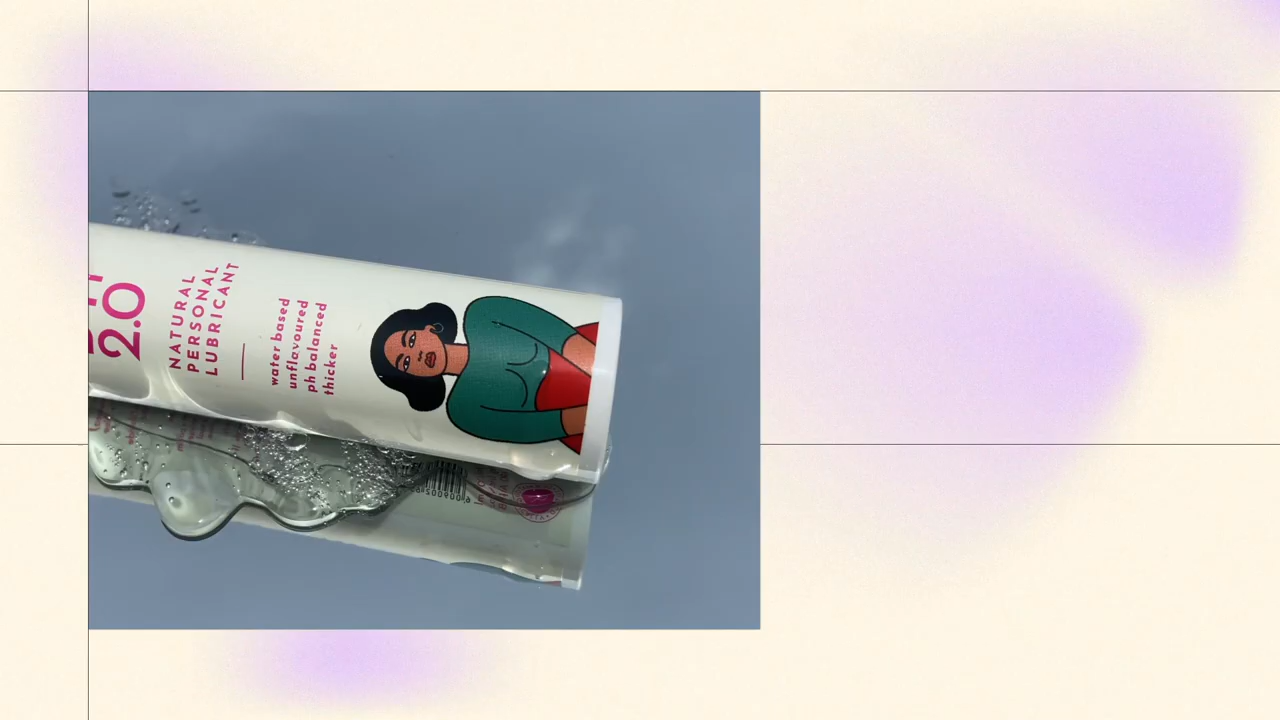 2.0
NATURAL
PERSONAL
LUBRICANT
water based
unflavoured
ph balanced
thicker